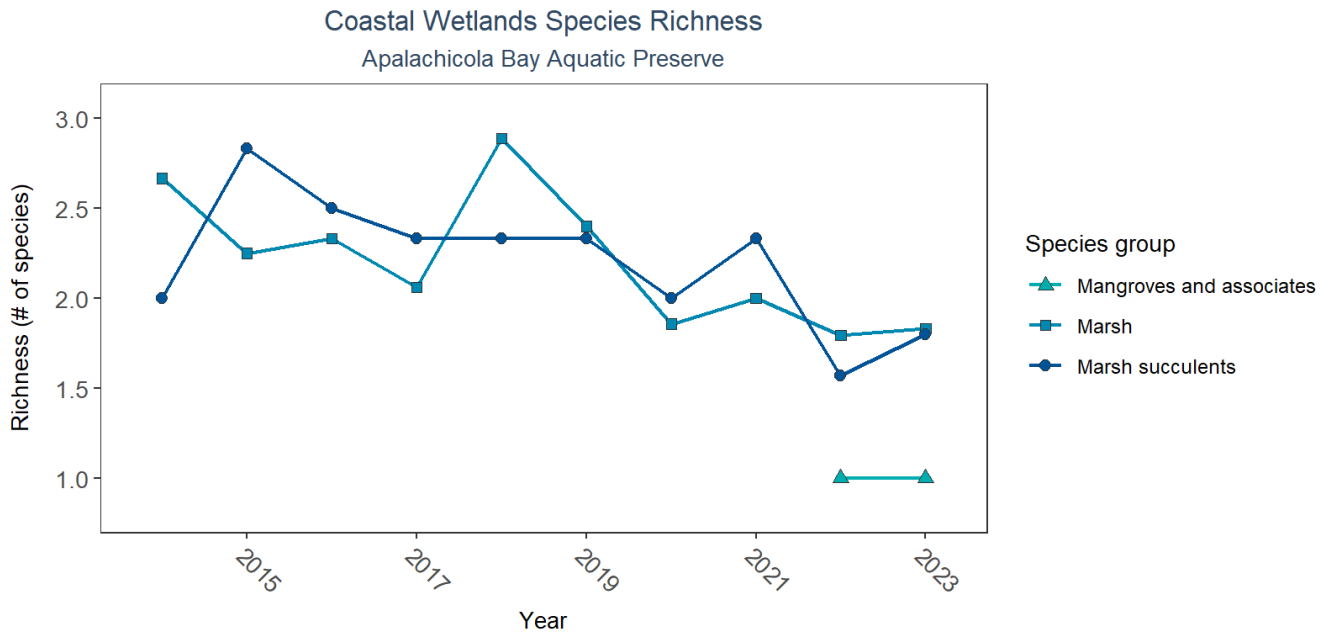 Coastal Wetlands Species Richness
Apalachicola Bay Aquatic Preserve
Richness (# of species)
3.0
2.5
2.0
1.5
1.0
2015
2017
2019
2021
2023
Year
Species group
Mangroves and associates
Marsh
Marsh succulents